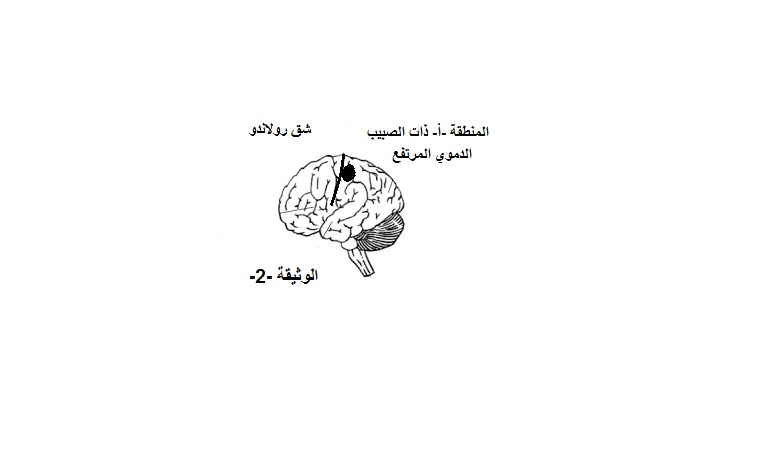 المنطقة -أ- ذات الصبيب
الدموي المرتفع
شق رولاندو
الوثيقة -2-